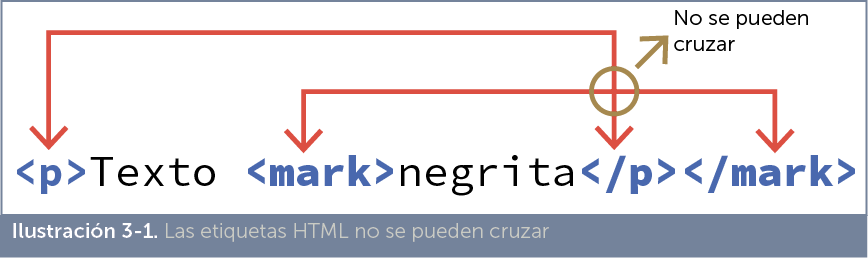 No se pueden
cruzar
<p>Texto <mark>negrita</p></mark>
Ilustración 3-1. Las etiquetas HTML no se pueden cruzar